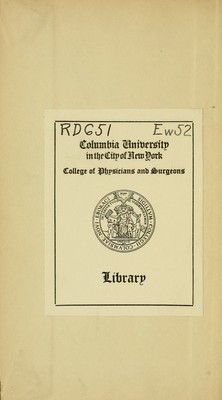 RD651 Ew52
Columbia University
in the City of New York
College of Physicians and Surgeons
Library